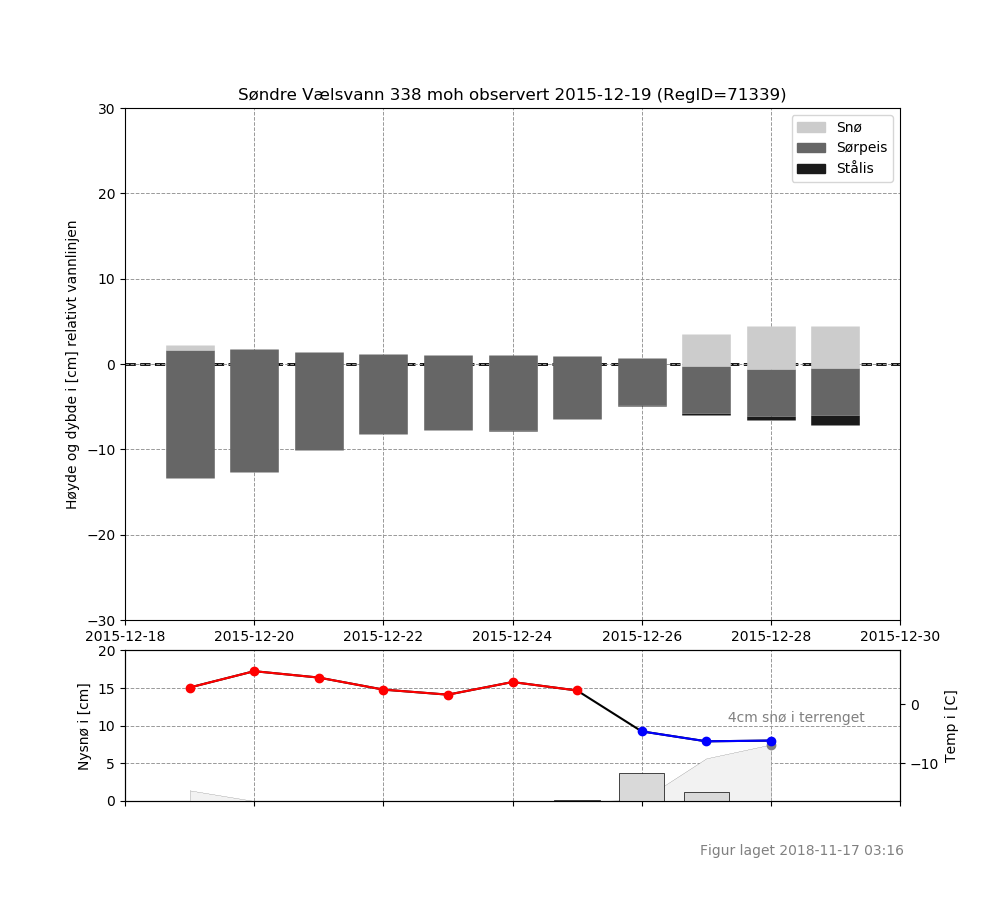 Søndre Vælsvann 338 moh observert 2015-12-19 (RegID=71339)
Snø
Sørpeis
Stålis
Høyde og dybde i [cm] relativt vannlinjen
30
20
10
0
−10
−20
−30
2015-12-18 2015-12-20 2015-12-22 2015-12-24 2015-12-26 2015-12-28 2015-12-30
Nysnø i [cm]
20
15
10
5
0
4cm snø i terrenget
0
−10
Temp i [C]
Figur laget 2018-11-17 03:16